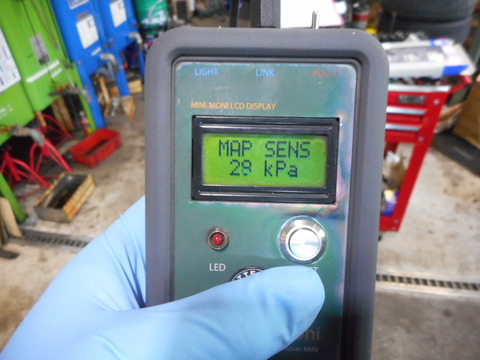 LIGHT LINK
MINI-MONI LCD DISPLAY
MAP SENS
29 kPa
LED